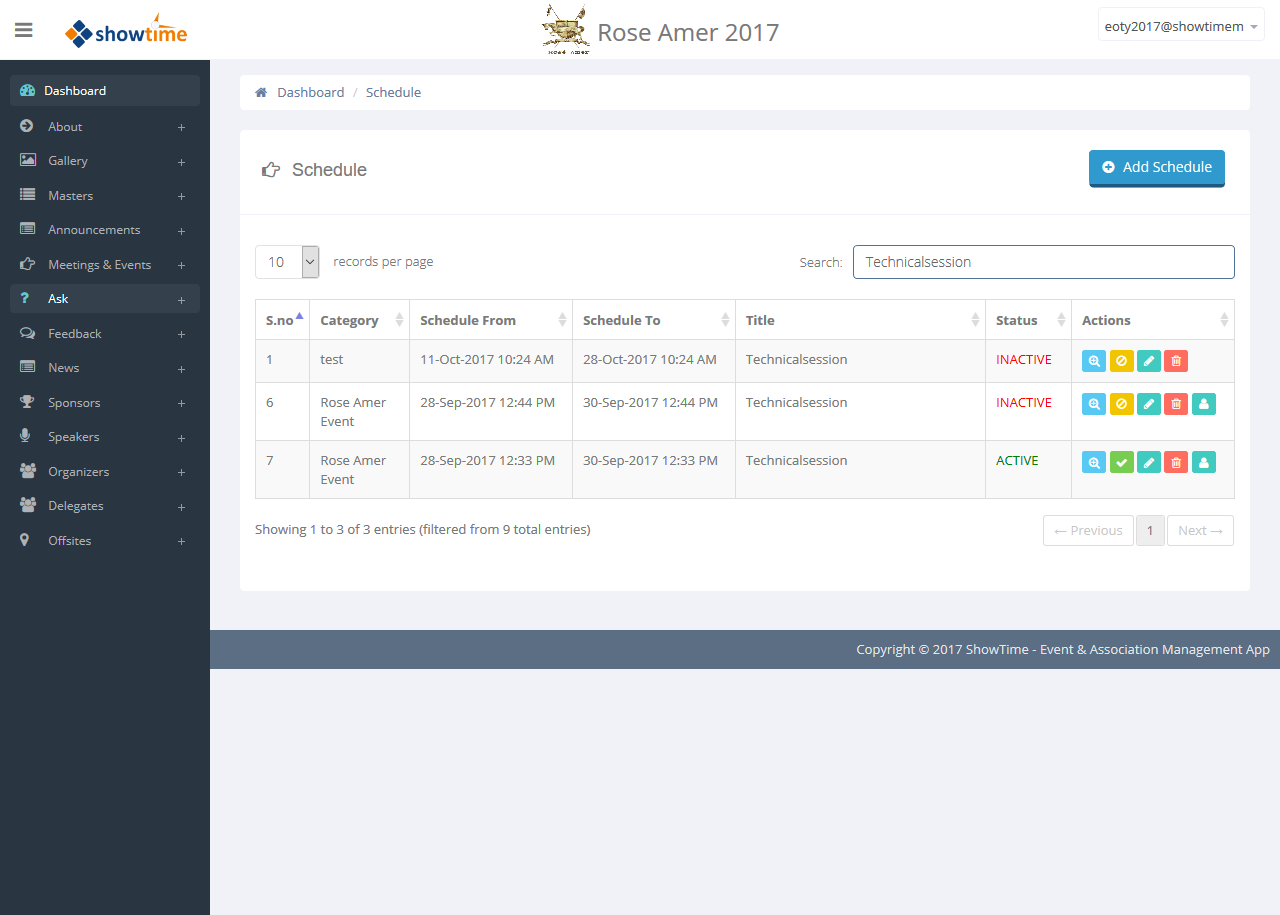 showtime
Rose Amer 2017
eoty2017@showtimem
Dashboard
About +
Gallery +
Masters +
Announcements +
Meetings & Events +
Ask +
Feedback +
News +
Sponsors +
Speakers +
Organizers +
Delegates +
Offsites +
Dashboard / Schedule
Schedule
Add Schedule
10 records per page
Search: Technicalsession
S.no Category Schedule From Schedule To Title Status Actions
1 test 11-Oct-2017 10:24 AM 28-Oct-2017 10:24 AM Technicalsession INACTIVE
6 Rose Amer 28-Sep-2017 12:44 PM 30-Sep-2017 12:44 PM Technicalsession INACTIVE
Event
7 Rose Amer 28-Sep-2017 12:33 PM 30-Sep-2017 12:33 PM Technicalsession ACTIVE
Event
Showing 1 to 3 of 3 entries (filtered from 9 total entries)
← Previous 1 Next →
Copyright © 2017 ShowTime - Event & Association Management App